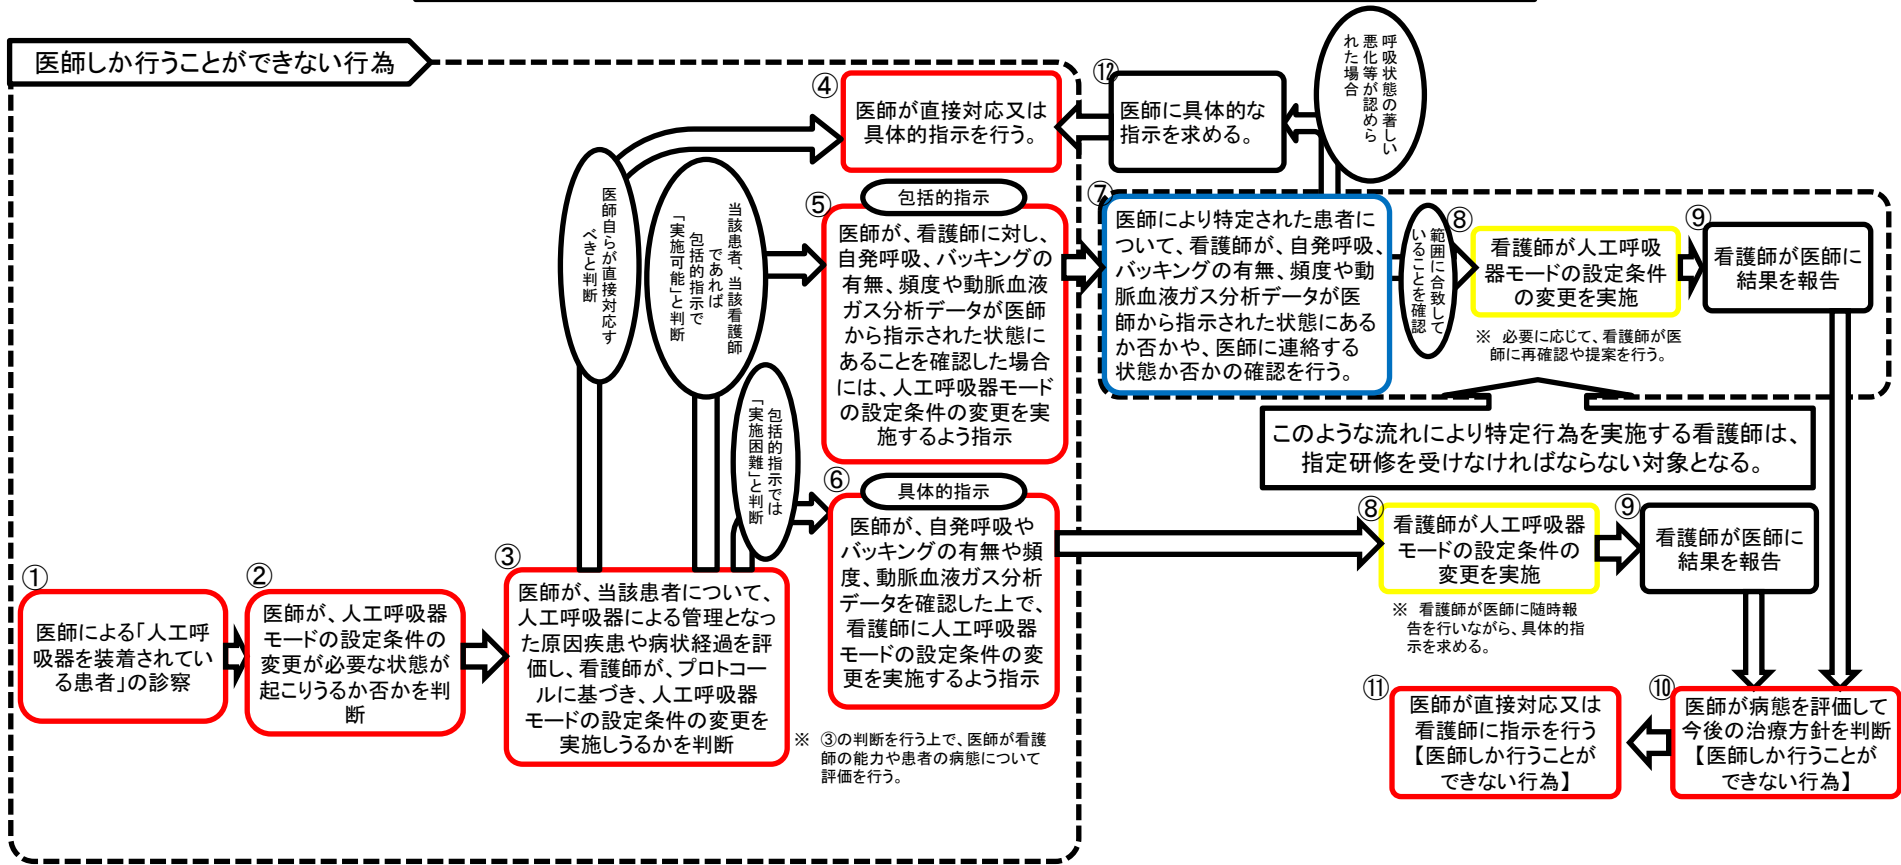 医師しか行うことができない行為
①
医師による「人工呼
吸器を装着されてい
る患者」の診察
②
医師が、人工呼吸器
モードの設定条件の
変更が必要な状態が
起こりうるか否かを判
断
③
医師が、当該患者について、
人工呼吸器による管理となっ
た原因疾患や病状経過を評
価し、看護師が、プロトコー
ルに基づき、人工呼吸器
モードの設定条件の変更を
実施しうるかを判断
※ ③の判断を行う上で、医師が看護
師の能力や患者の病態について
評価を行う。
医師自らが直接対応す
べきと判断
当該患者、当該看護師
であれば
包括的指示で
「実施可能」と判断
包括的指示では
「実施困難」と判断
④
医師が直接対応又は
具体的指示を行う。
⑤
包括的指示
医師が、看護師に対し、
自発呼吸、バッキングの
有無、頻度や動脈血液
ガス分析データが医師
から指示された状態に
あることを確認した場合
には、人工呼吸器モード
の設定条件の変更を実
施するよう指示
⑥
具体的指示
医師が、自発呼吸や
バッキングの有無や頻
度、動脈血液ガス分析
データを確認した上で、
看護師に人工呼吸器
モードの設定条件の変
更を実施するよう指示
⑫
医師に具体的な
指示を求める。
呼吸状態の著しい
悪化等が認めら
れた場合
⑦
医師により特定された患者に
ついて、看護師が、自発呼吸、
バッキングの有無、頻度や動
脈血液ガス分析データが医
師から指示された状態にある
か否かや、医師に連絡する
状態か否かの確認を行う。
範囲に合致して
いることを確認
⑧
看護師が人工呼吸
器モードの設定条件
の変更を実施
※ 必要に応じて、看護師が医
師に再確認や提案を行う。
⑨
看護師が医師に
結果を報告
このような流れにより特定行為を実施する看護師は、
指定研修を受けなければならない対象となる。
⑧
看護師が人工呼吸器
モードの設定条件の
変更を実施
※ 看護師が医師に随時報
告を行いながら、具体的指
示を求める。
⑨
看護師が医師に
結果を報告
⑩
医師が病態を評価して
今後の治療方針を判断
【医師しか行うことが
できない行為】
⑪
医師が直接対応又は
看護師に指示を行う
【医師しか行うことが
できない行為】